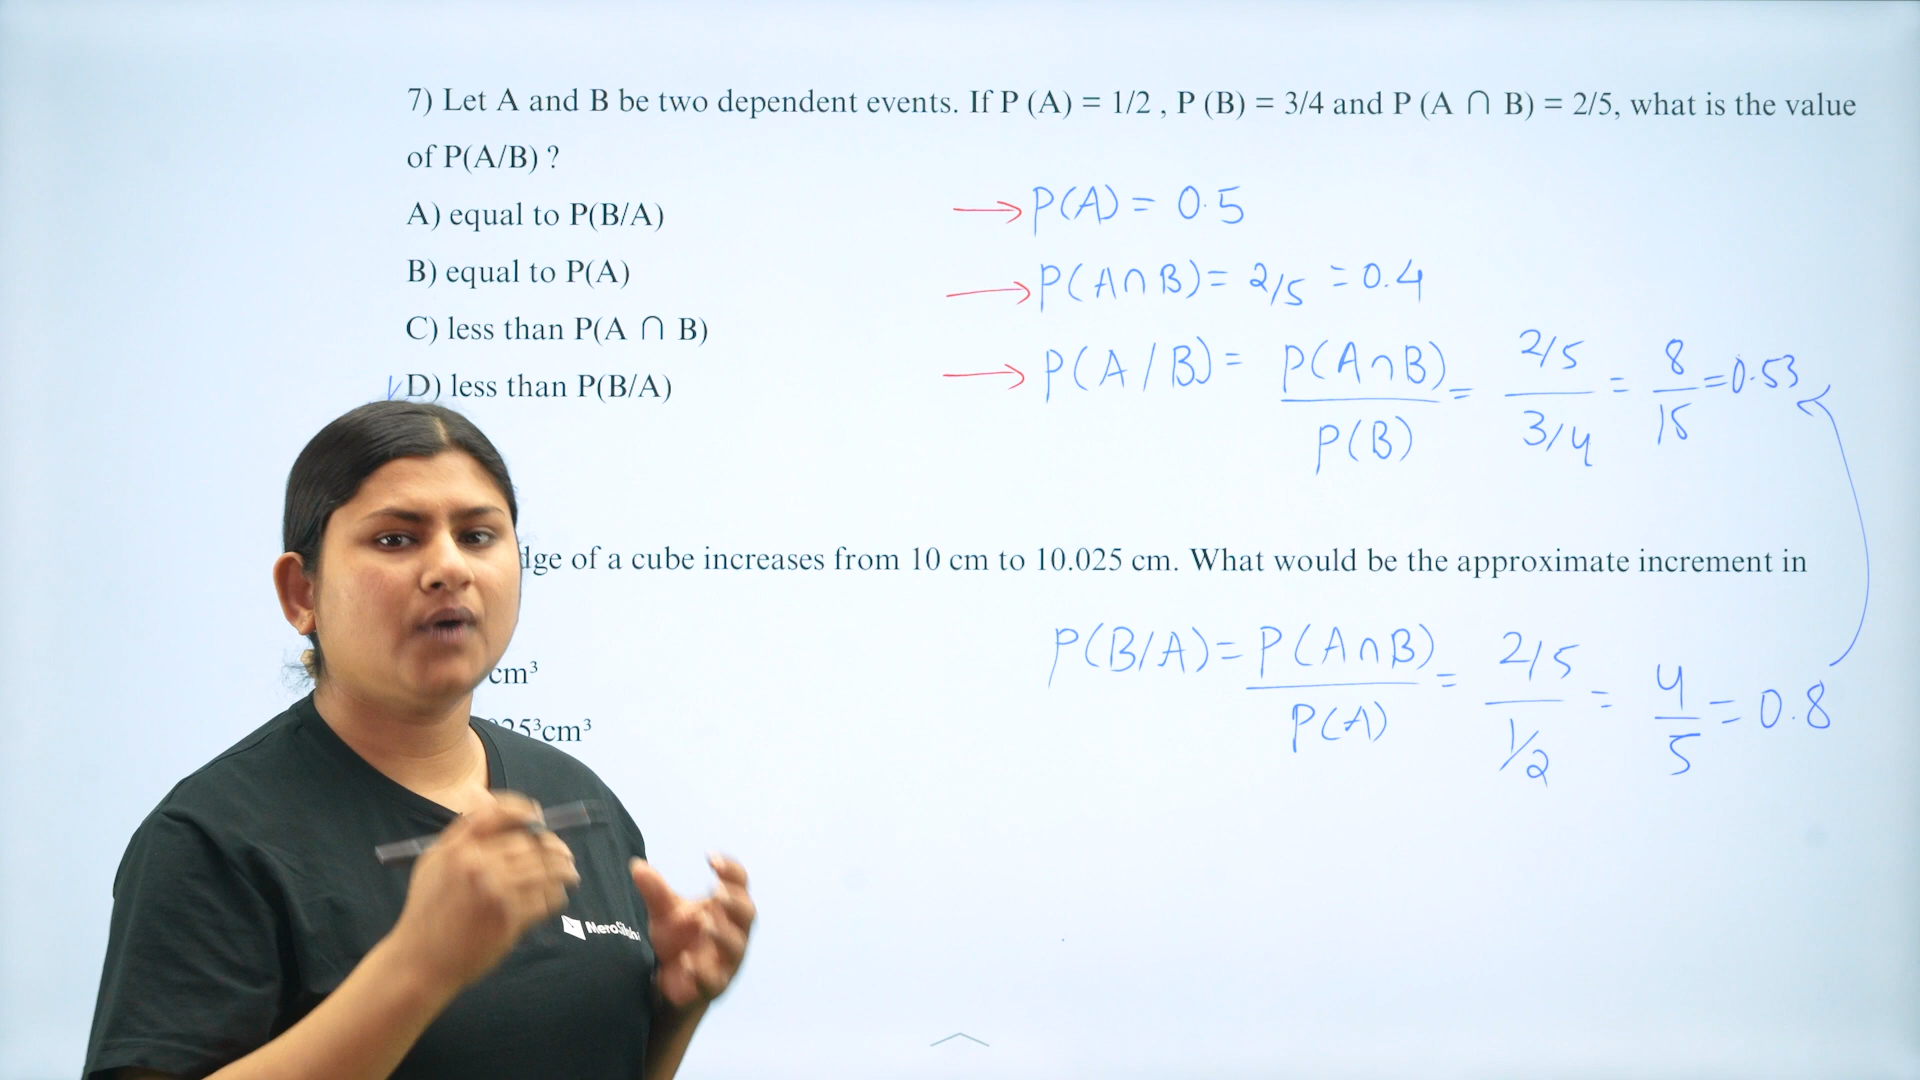 7) Let A and B be two dependent events. If P (A) = 1/2 , P (B) = 3/4 and P (A ∩ B) = 2/5, what is the value
of P(A/B) ?
A) equal to P(B/A)
B) equal to P(A)
C) less than P(A ∩ B)
D) less than P(B/A)
→ P(A) = 0.5
→ P(A∩B) = 2/5 = 0.4
→ P(A/B) = P(A∩B)/P(B) = 2/5/3/4 = 8/15 = 0.53
of a cube increases from 10 cm to 10.025 cm. What would be the approximate increment in
cm³
cm³
P(B/A) = P(A∩B)/P(A) = 2/5/1/2 = 4/5 = 0.8